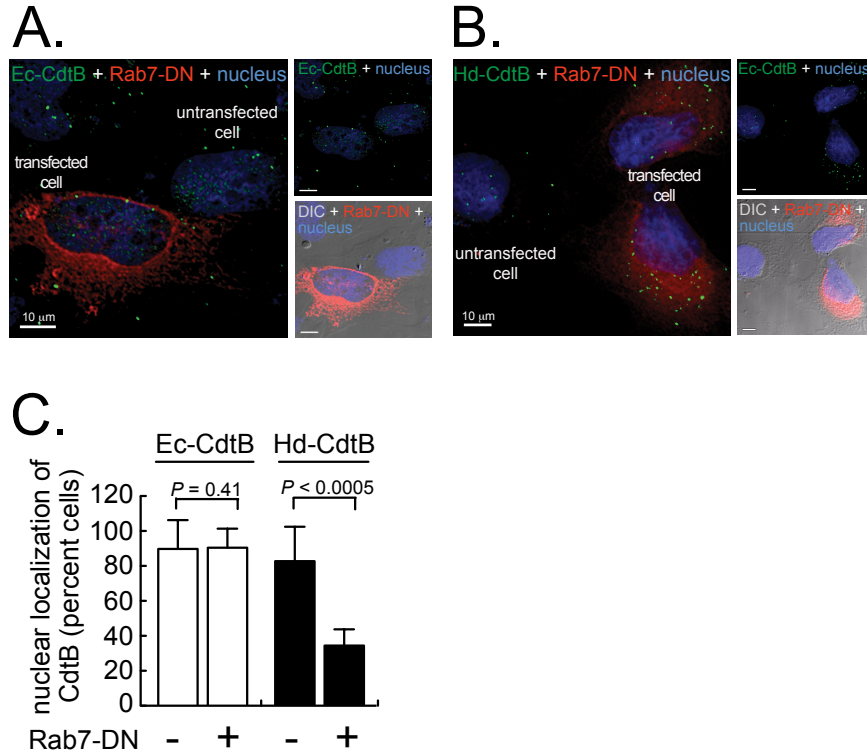 A.
Ec-CdtB + Rab7-DN + nucleus
untransfected
cell
transfected
cell
10 μm
Ec-CdtB + nucleus
DIC + Rab7-DN +
nucleus
B.
Hd-CdtB + Rab7-DN + nucleus
transfected
cell
untransfected
cell
10 μm
Ec-CdtB + nucleus
DIC + Rab7-DN +
nucleus
C.
Ec-CdtB Hd-CdtB
P = 0.41 P < 0.0005
nuclear localization of
CdtB (percent cells)
120
100
80
60
40
20
0
Rab7-DN - + - +